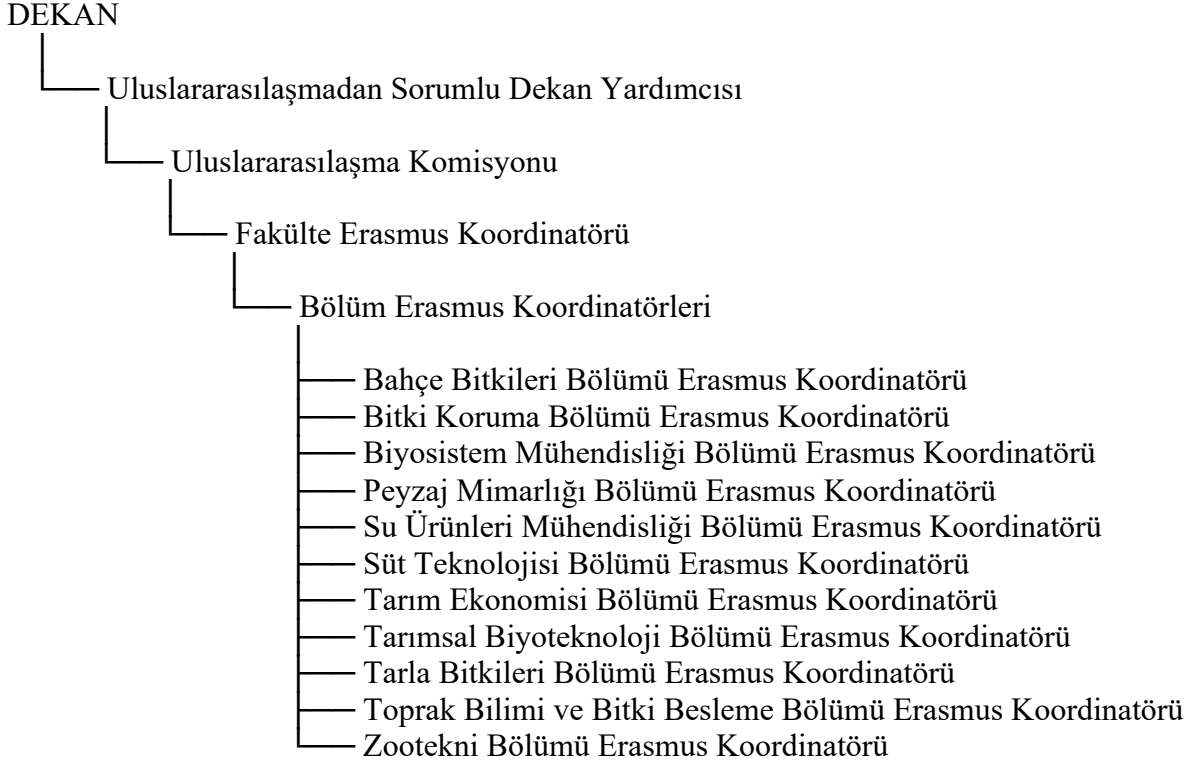 DEKAN
Uluslararasılaşmadan Sorumlu Dekan Yardımcısı
Uluslararasılaşma Komisyonu
Fakülte Erasmus Koordinatörü
Bölüm Erasmus Koordinatörleri
Bahçe Bitkileri Bölümü Erasmus Koordinatörü
Bitki Koruma Bölümü Erasmus Koordinatörü
Biyosistem Mühendisliği Bölümü Erasmus Koordinatörü
Peyzaj Mimarlığı Bölümü Erasmus Koordinatörü
Su Ürünleri Mühendisliği Bölümü Erasmus Koordinatörü
Süt Teknolojisi Bölümü Erasmus Koordinatörü
Tarım Ekonomisi Bölümü Erasmus Koordinatörü
Tarımsal Biyoteknoloji Bölümü Erasmus Koordinatörü
Tarla Bitkileri Bölümü Erasmus Koordinatörü
Toprak Bilimi ve Bitki Besleme Bölümü Erasmus Koordinatörü
Zootekni Bölümü Erasmus Koordinatörü